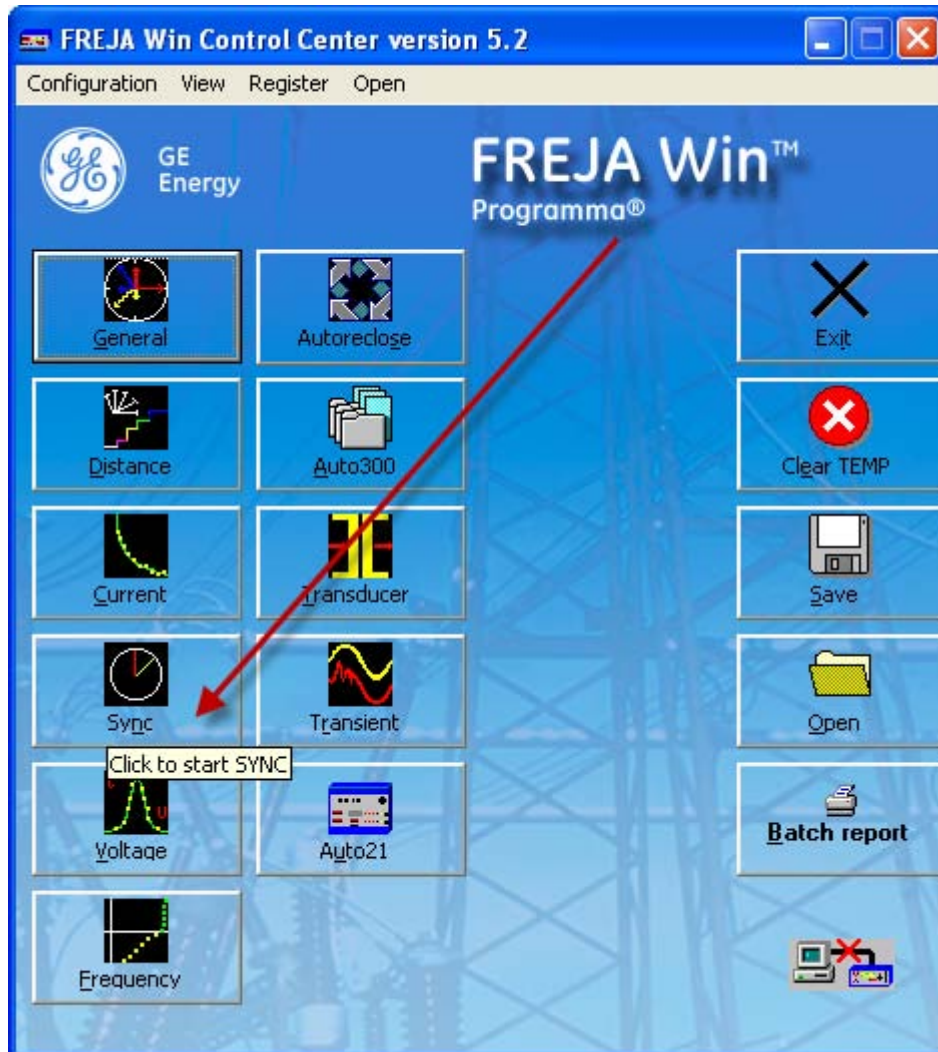 FREJA Win Control Center version 5.2
Configuration View Register Open
GE
Energy
FREJA Win™
Programma®
General
Autoreclose
Exit
Distance
Auto300
Clear TEMP
Current
Transducer
Save
Sync
Transient
Open
Click to start SYNC
Voltage
Auto21
Batch report
Frequency